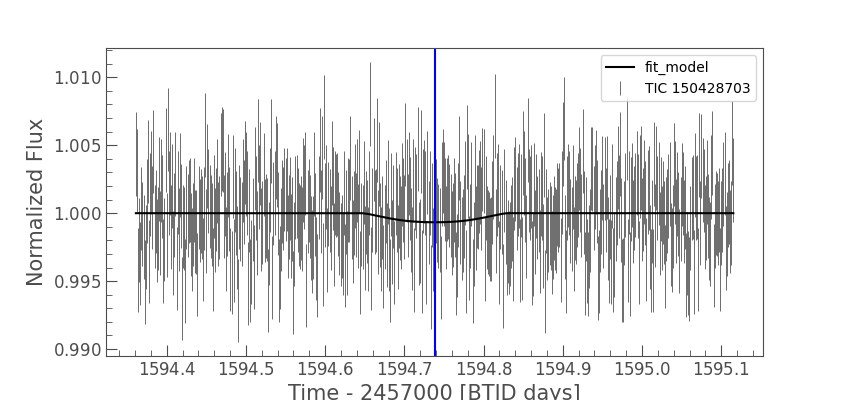 fit_model
TIC 150428703
1.010
1.005
1.000
0.995
0.990
Normalized Flux
1594.4 1594.5 1594.6 1594.7 1594.8 1594.9 1595.0 1595.1
Time - 2457000 [BTJD days]